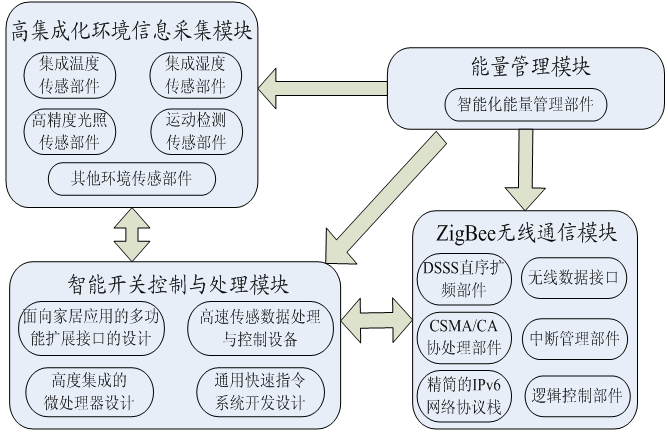 高集成化环境信息采集模块
集成温度
传感部件
集成湿度
传感部件
高精度光照
传感部件
运动检测
传感部件
其他环境传感部件
能量管理模块
智能化能量管理部件
智能开关控制与处理模块
面向家居应用的多功
能扩展接口的设计
高速传感数据处理
与控制设备
高度集成的
微处理器设计
通用快速指令
系统开发设计
ZigBee无线通信模块
DSSS直序扩
频部件
无线数据接口
CSMA/CA
协处理部件
中断管理部件
精简的IPv6
网络协议栈
逻辑控制部件